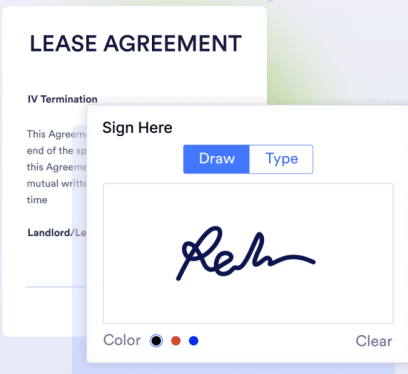 LEASE AGREEMENT
IV Termination
This Agreem
end of the sp
this Agreeme
mutual writte
time
Landlord/Le
Sign Here
Draw Type
Color Clear